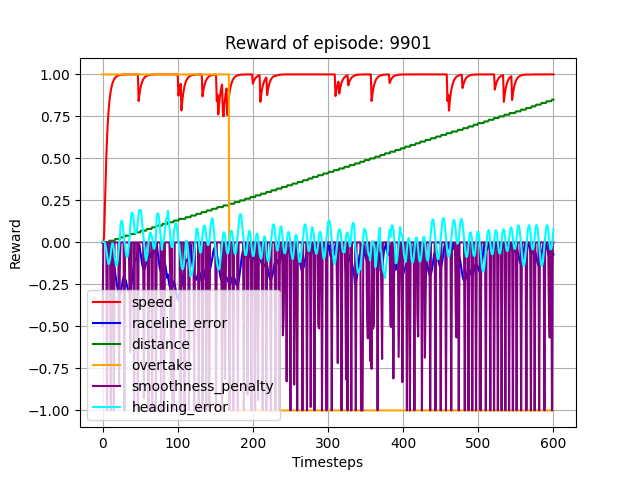 Reward of episode: 9901
Reward
1.00
0.75
0.50
0.25
0.00
−0.25
−0.50
−0.75
−1.00
speed
raceline_error
distance
overtake
smoothness_penalty
heading_error
0 100 200 300 400 500 600
Timesteps